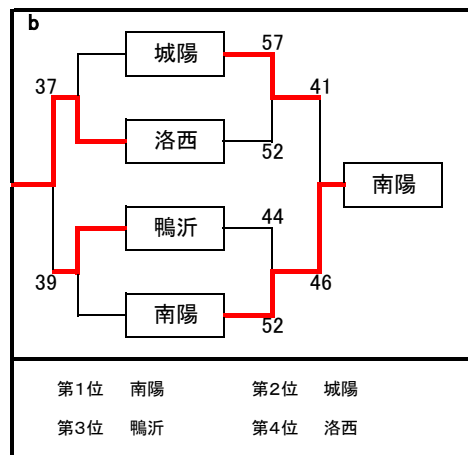 b
城陽 57
37 41
洛西 52
南陽
鴨沂 44
39 46
南陽 52
第1位 南陽 第2位 城陽
第3位 鴨沂 第4位 洛西